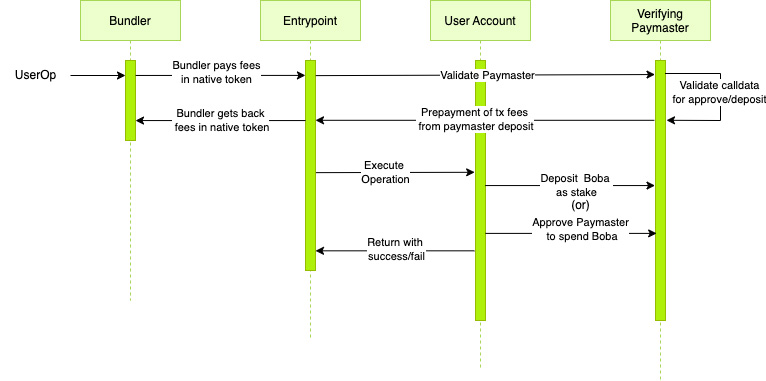 Bundler
Entrypoint
User Account
Verifying
Paymaster
UserOp
Bundler pays fees
in native token
Validate Paymaster
Validate calldata
for approve/deposit
Bundler gets back
fees in native token
Prepayment of tx fees
from paymaster deposit
Execute
Operation
Deposit Boba
as stake
(or)
Approve Paymaster
to spend Boba
Return with
success/fail